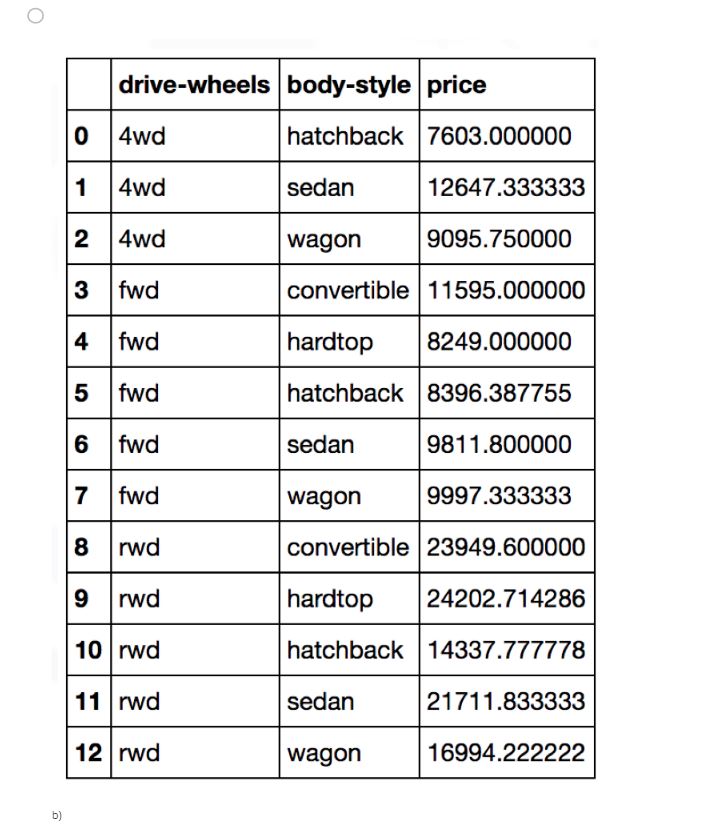 drive-wheels body-style price
0 4wd hatchback 7603.000000
1 4wd sedan 12647.333333
2 4wd wagon 9095.750000
3 fwd convertible 11595.000000
4 fwd hardtop 8249.000000
5 fwd hatchback 8396.387755
6 fwd sedan 9811.800000
7 fwd wagon 9997.333333
8 rwd convertible 23949.600000
9 rwd hardtop 24202.714286
10 rwd hatchback 14337.777778
11 rwd sedan 21711.833333
12 rwd wagon 16994.222222
b)